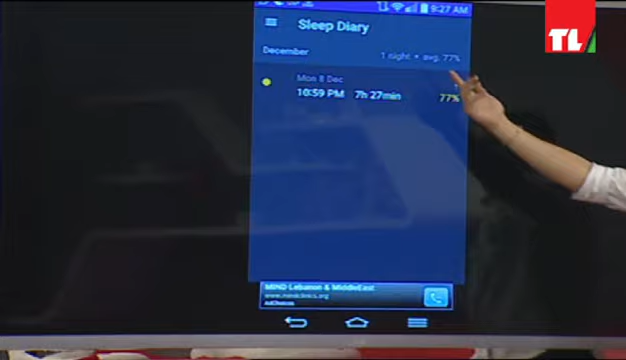 9:27 AM
TL
Sleep Diary
December
1 night • avg. 77%
Mon 8 Dec
10:59 PM 7h 27min
77%
MIND Lebanon & MiddleEast
www.mindclinics.org
AdChoices